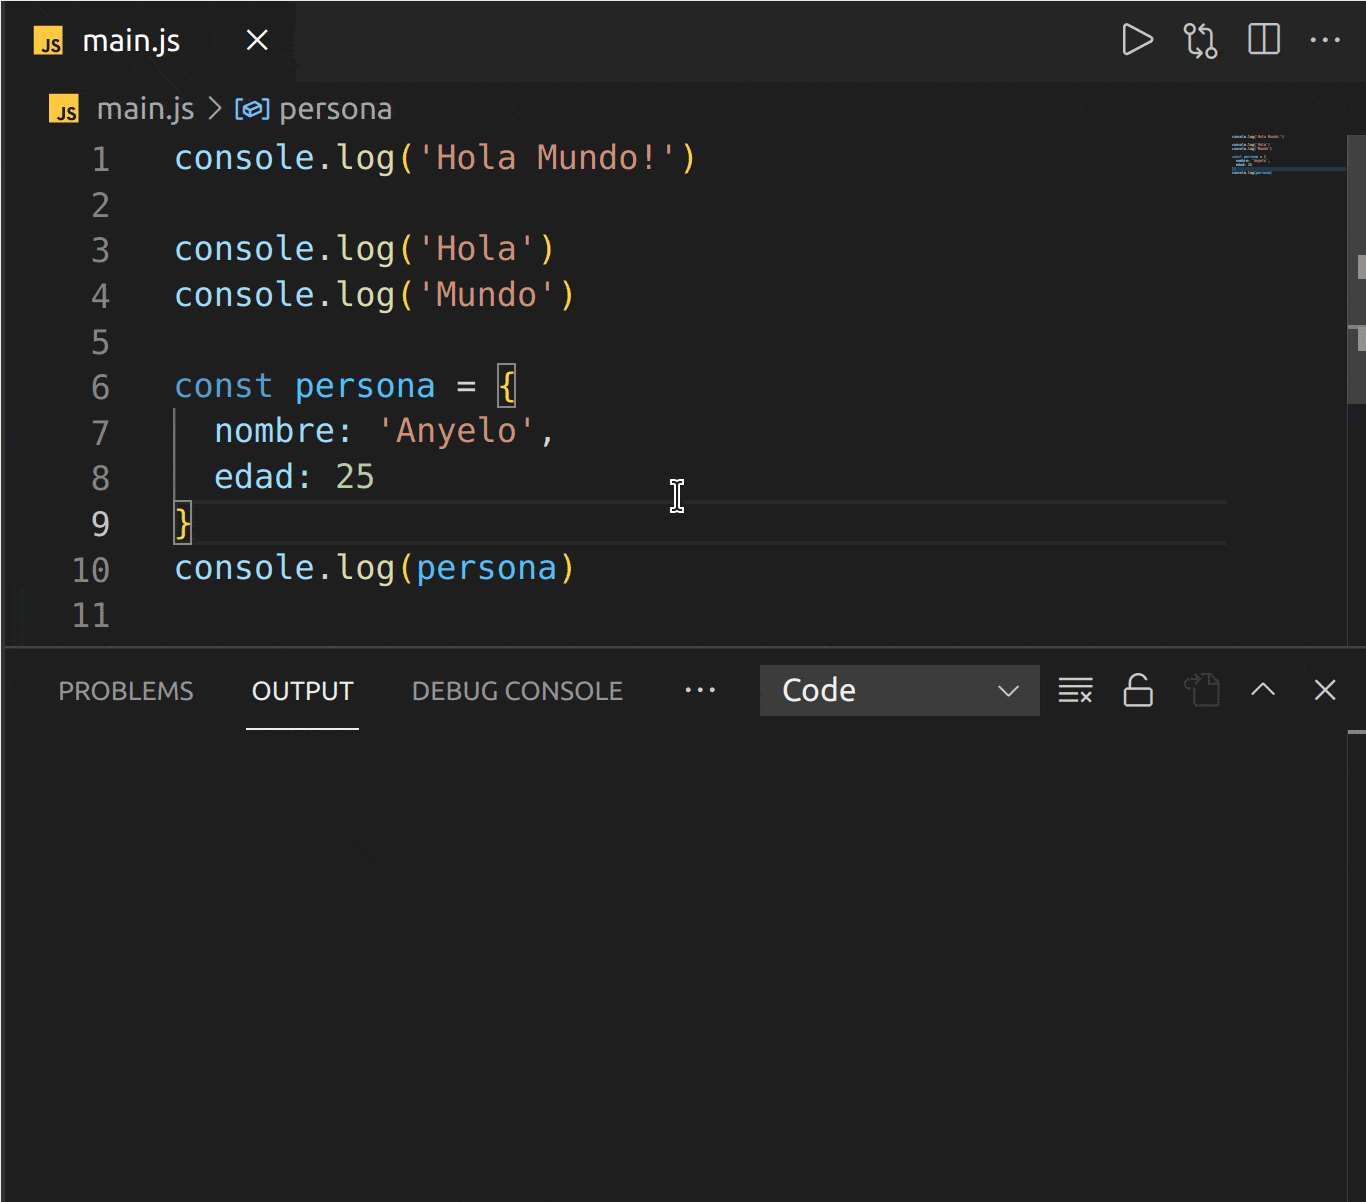 JS main.js
JS main.js > persona
1 console.log('Hola Mundo!')
2
3 console.log('Hola')
4 console.log('Mundo')
5
6 const persona = {
7   nombre: 'Anyelo',
8   edad: 25
9 }
10 console.log(persona)
11
PROBLEMS OUTPUT DEBUG CONSOLE ··· Code